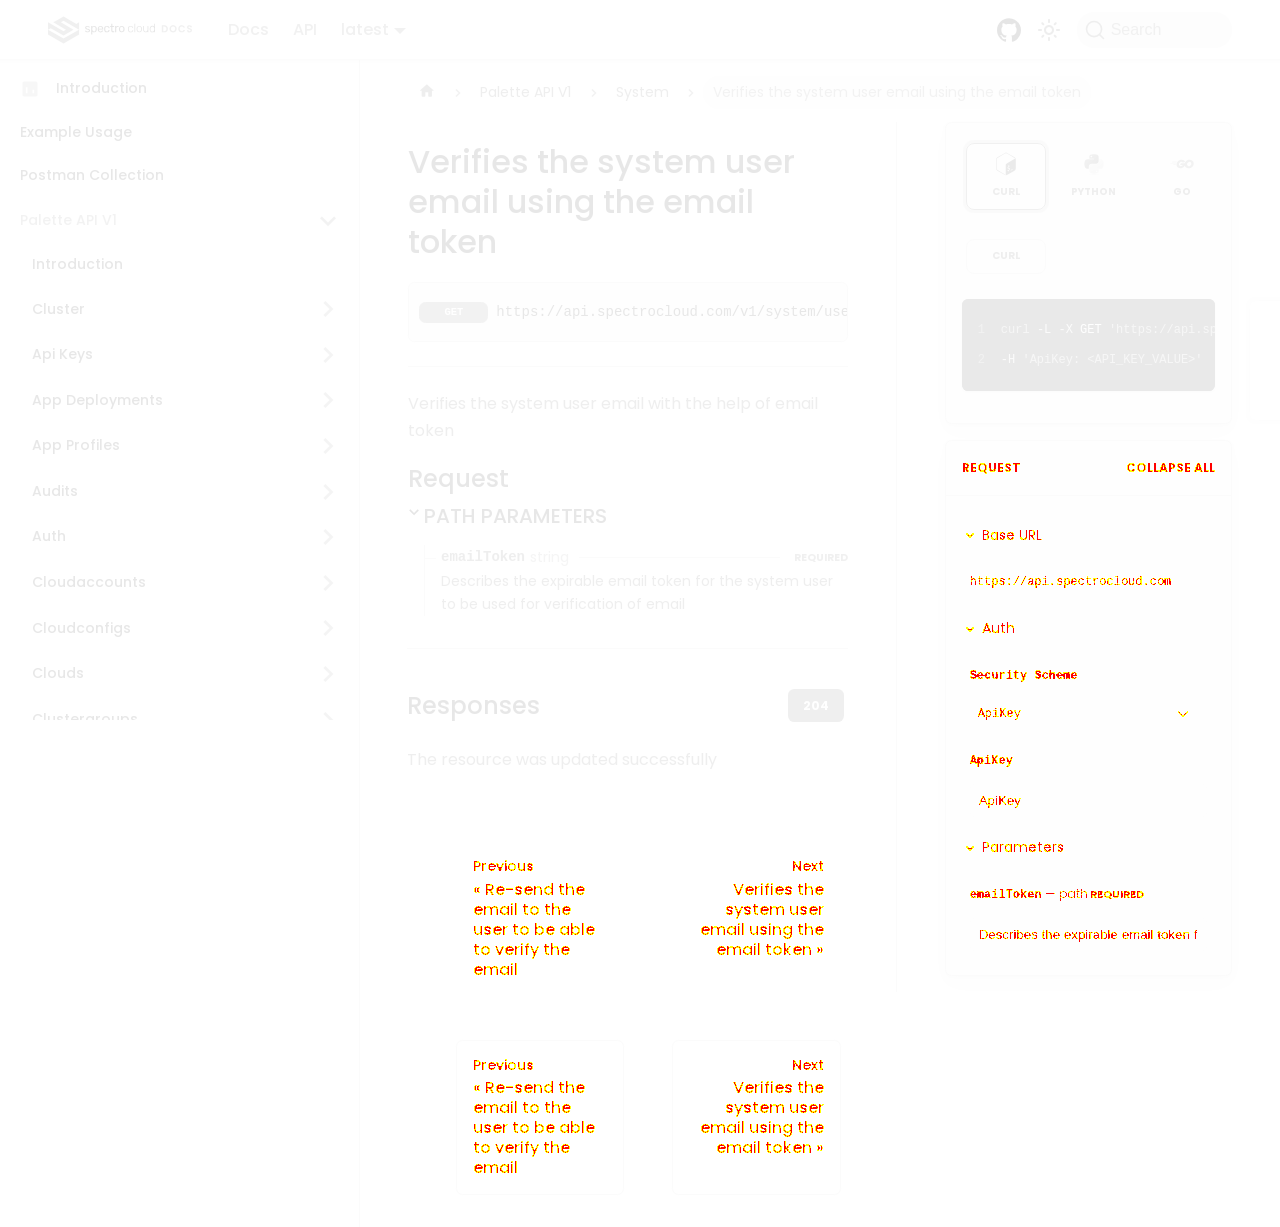 spectro cloud DOCS
Docs
API
latest
Search
Introduction
Example Usage
Postman Collection
Palette API V1
Introduction
Cluster
Api Keys
App Deployments
App Profiles
Audits
Auth
Cloudaccounts
Cloudconfigs
Clouds
Clustergroups
Palette API V1
System
Verifies the system user email using the email token
Verifies the system user
email using the email
token
GET https://api.spectrocloud.com/v1/system/use
Verifies the system user email with the help of email
token
Request
PATH PARAMETERS
emailToken string REQUIRED
Describes the expirable email token for the system user
to be used for verification of email
Responses
204
The resource was updated successfully
Previous
« Re-send the
email to the
user to be able
to verify the
email
Next
Verifies the
system user
email using the
email token »
Previous
« Re-send the
email to the
user to be able
to verify the
email
Next
Verifies the
system user
email using the
email token »
CURL
PYTHON
GO
CURL
1 curl -L -X GET 'https://api.sp
2 -H 'ApiKey: <API_KEY_VALUE>'
REQUEST
COLLAPSE ALL
Base URL
https://api.spectrocloud.com
Auth
Security Scheme
ApiKey
ApiKey
ApiKey
Parameters
emailToken — path REQUIRED
Describes the expirable email token f